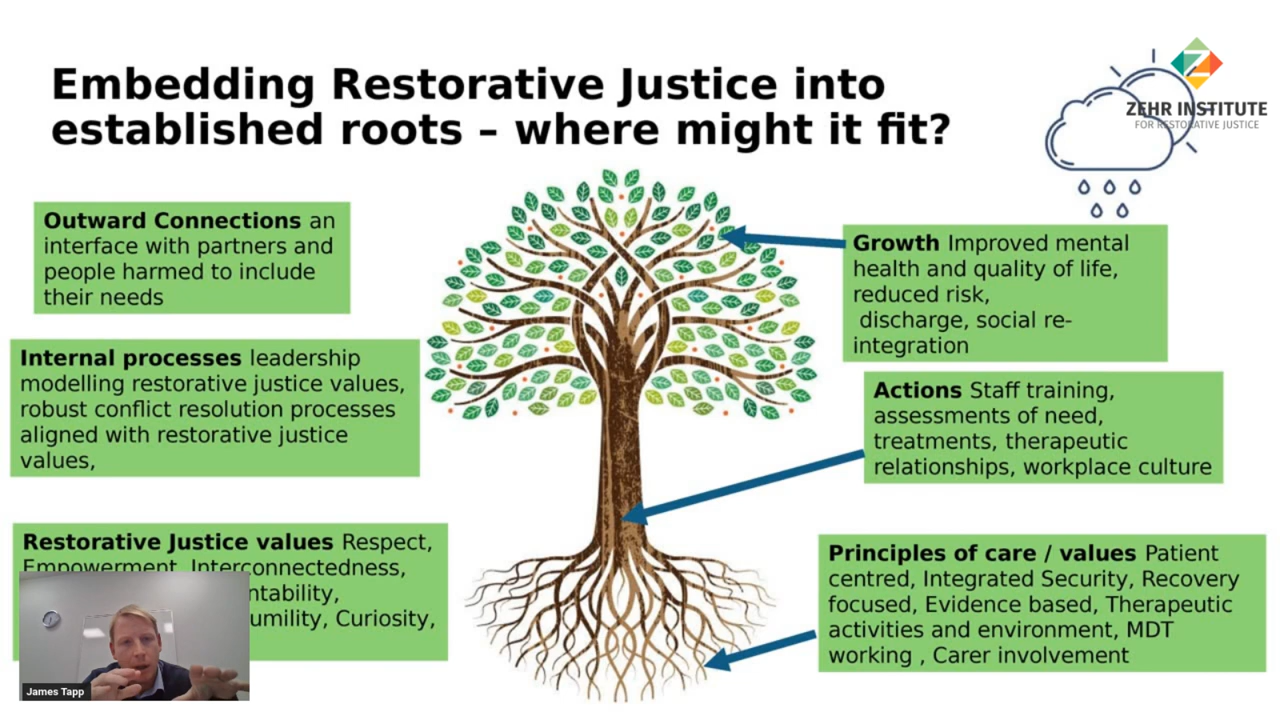 Embedding Restorative Justice into
established roots – where might it fit?
ZEHR INSTITUTE
FOR RESTORATIVE JUSTICE
Outward Connections an
interface with partners and
people harmed to include
their needs
Internal processes leadership
modelling restorative justice values,
robust conflict resolution processes
aligned with restorative justice
values,
Restorative Justice values Respect,
Empowerment, Interconnectedness,
Curiosity,
Growth Improved mental
health and quality of life,
reduced risk,
discharge, social re-
integration
Actions Staff training,
assessments of need,
treatments, therapeutic
relationships, workplace culture
Principles of care / values Patient
centred, Integrated Security, Recovery
focused, Evidence based, Therapeutic
activities and environment, MDT
working , Carer involvement
James Tapp